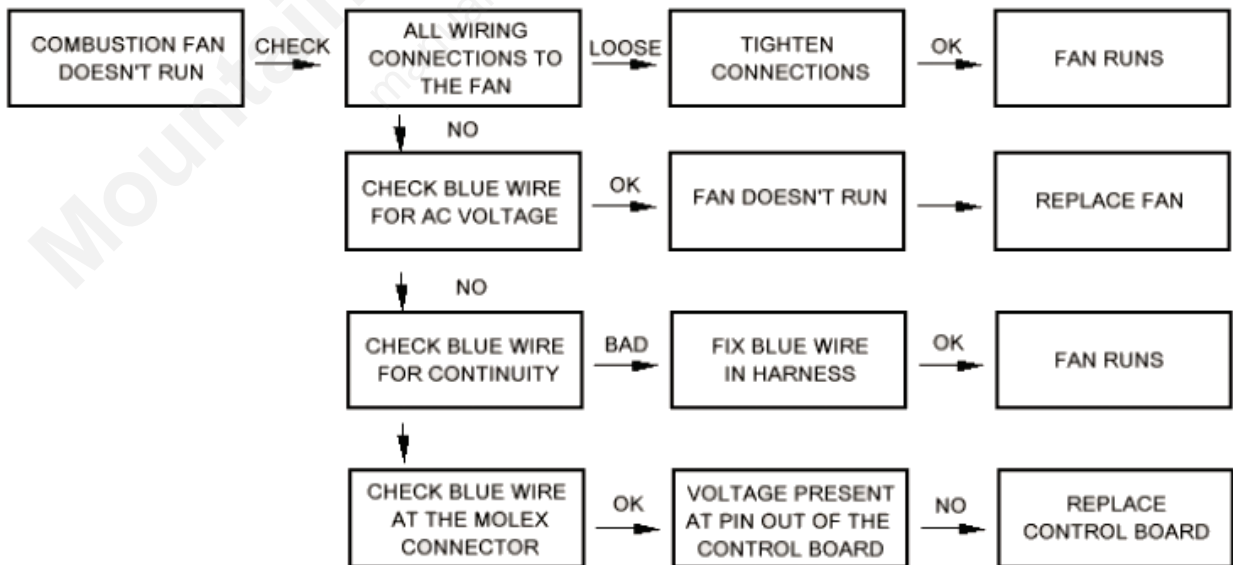 COMBUSTION FAN
DOESN'T RUN
CHECK
ALL WIRING
CONNECTIONS TO
THE FAN
LOOSE
TIGHTEN
CONNECTIONS
OK
FAN RUNS
NO
CHECK BLUE WIRE
FOR AC VOLTAGE
OK
FAN DOESN'T RUN
REPLACE FAN
NO
CHECK BLUE WIRE
FOR CONTINUITY
BAD
FIX BLUE WIRE
IN HARNESS
OK
FAN RUNS
CHECK BLUE WIRE
AT THE MOLEX
CONNECTOR
OK
VOLTAGE PRESENT
AT PIN OUT OF THE
CONTROL BOARD
NO
REPLACE
CONTROL BOARD
Mountain